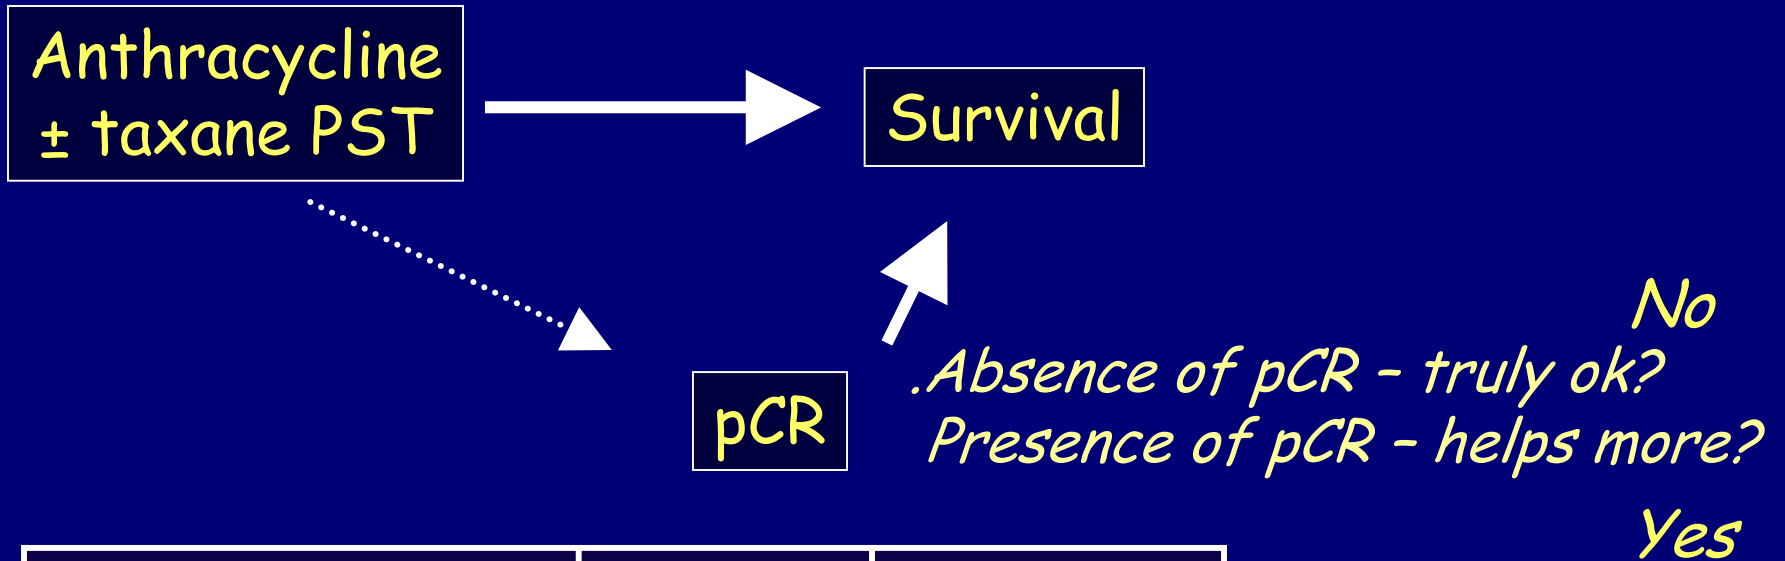 Anthracycline
± taxane PST
Survival
No
.Absence of pCR – truly ok?
pCR
Presence of pCR – helps more?
Yes